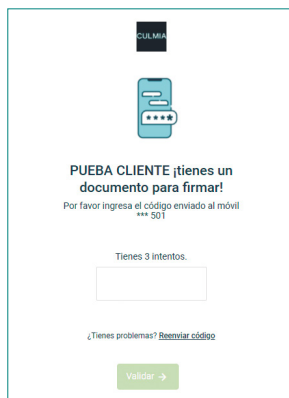 CULMIA
****
PUEBA CLIENTE ¡tienes un
documento para firmar!
Por favor ingresa el código enviado al móvil
*** 501
Tienes 3 intentos.
¿Tienes problemas? Reenviar código
Validar →